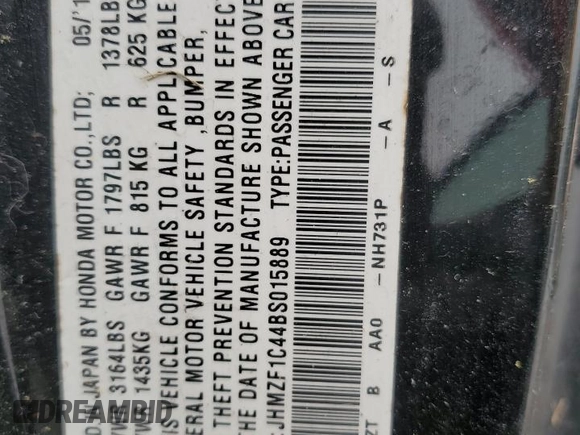 JAPAN BY HONDA MOTOR CO.,LTD; 05/'1
3164LBS GAWR F 1797LBS R 1378LB
1435KG GAWR F 815 KG R 625 KG
VEHICLE CONFORMS TO ALL APPLICABLE
ERAL MOTOR VEHICLE SAFETY ,BUMPER,
THEFT PREVENTION STANDARDS IN EFFECT
THE DATE OF MANUFACTURE SHOWN ABOVE
JHMZF1C44BS015889 TYPE:PASSENGER CAR
ZT B AA0 -NH731P -A -S
DREAMBID